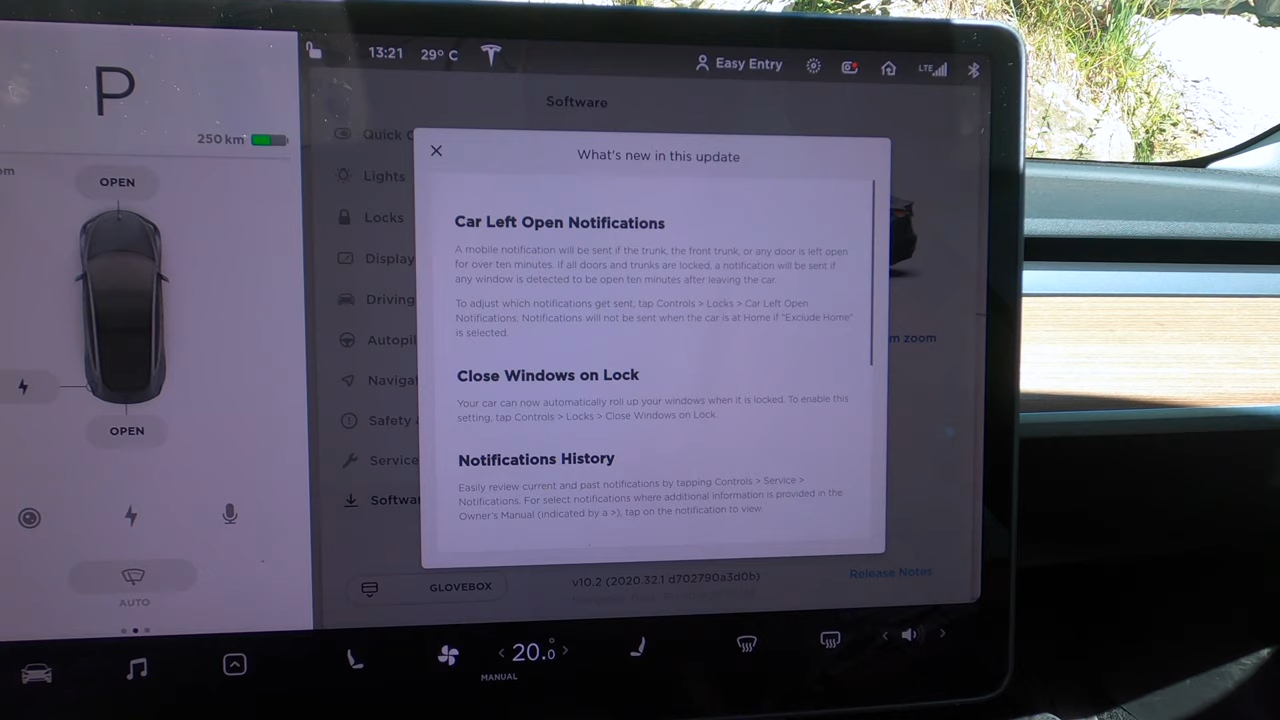 P
250 km
OPEN
OPEN
AUTO
13:21
29° C
Easy Entry
LTE
Software
Quick
Lights
Locks
Display
Driving
Safety
Service
What's new in this update
Car Left Open Notifications
A mobile notification will be sent if the trunk, the front trunk, or any door is left open
for over ten minutes. If all doors and trunks are locked, a notification will be sent if
any window is detected to be open ten minutes after leaving the car.
To adjust which notifications get sent, tap Controls > Locks > Car Left Open
Notifications. Notifications will not be sent when the car is at Home if "Exclude Home"
is selected.
Close Windows on Lock
Your car can now automatically roll up your windows when it is locked. To enable this
setting, tap Controls > Locks > Close Windows on Lock.
Notifications History
Easily review current and past notifications by tapping Controls > Service >
Notifications. For select notifications where additional information is provided in the
Owner's Manual (indicated by a >), tap on the notification to view.
zoom
GLOVEBOX
v10.2 (2020.32.1 d702790a3d0b)
Release Notes
< 20.0° >
MANUAL